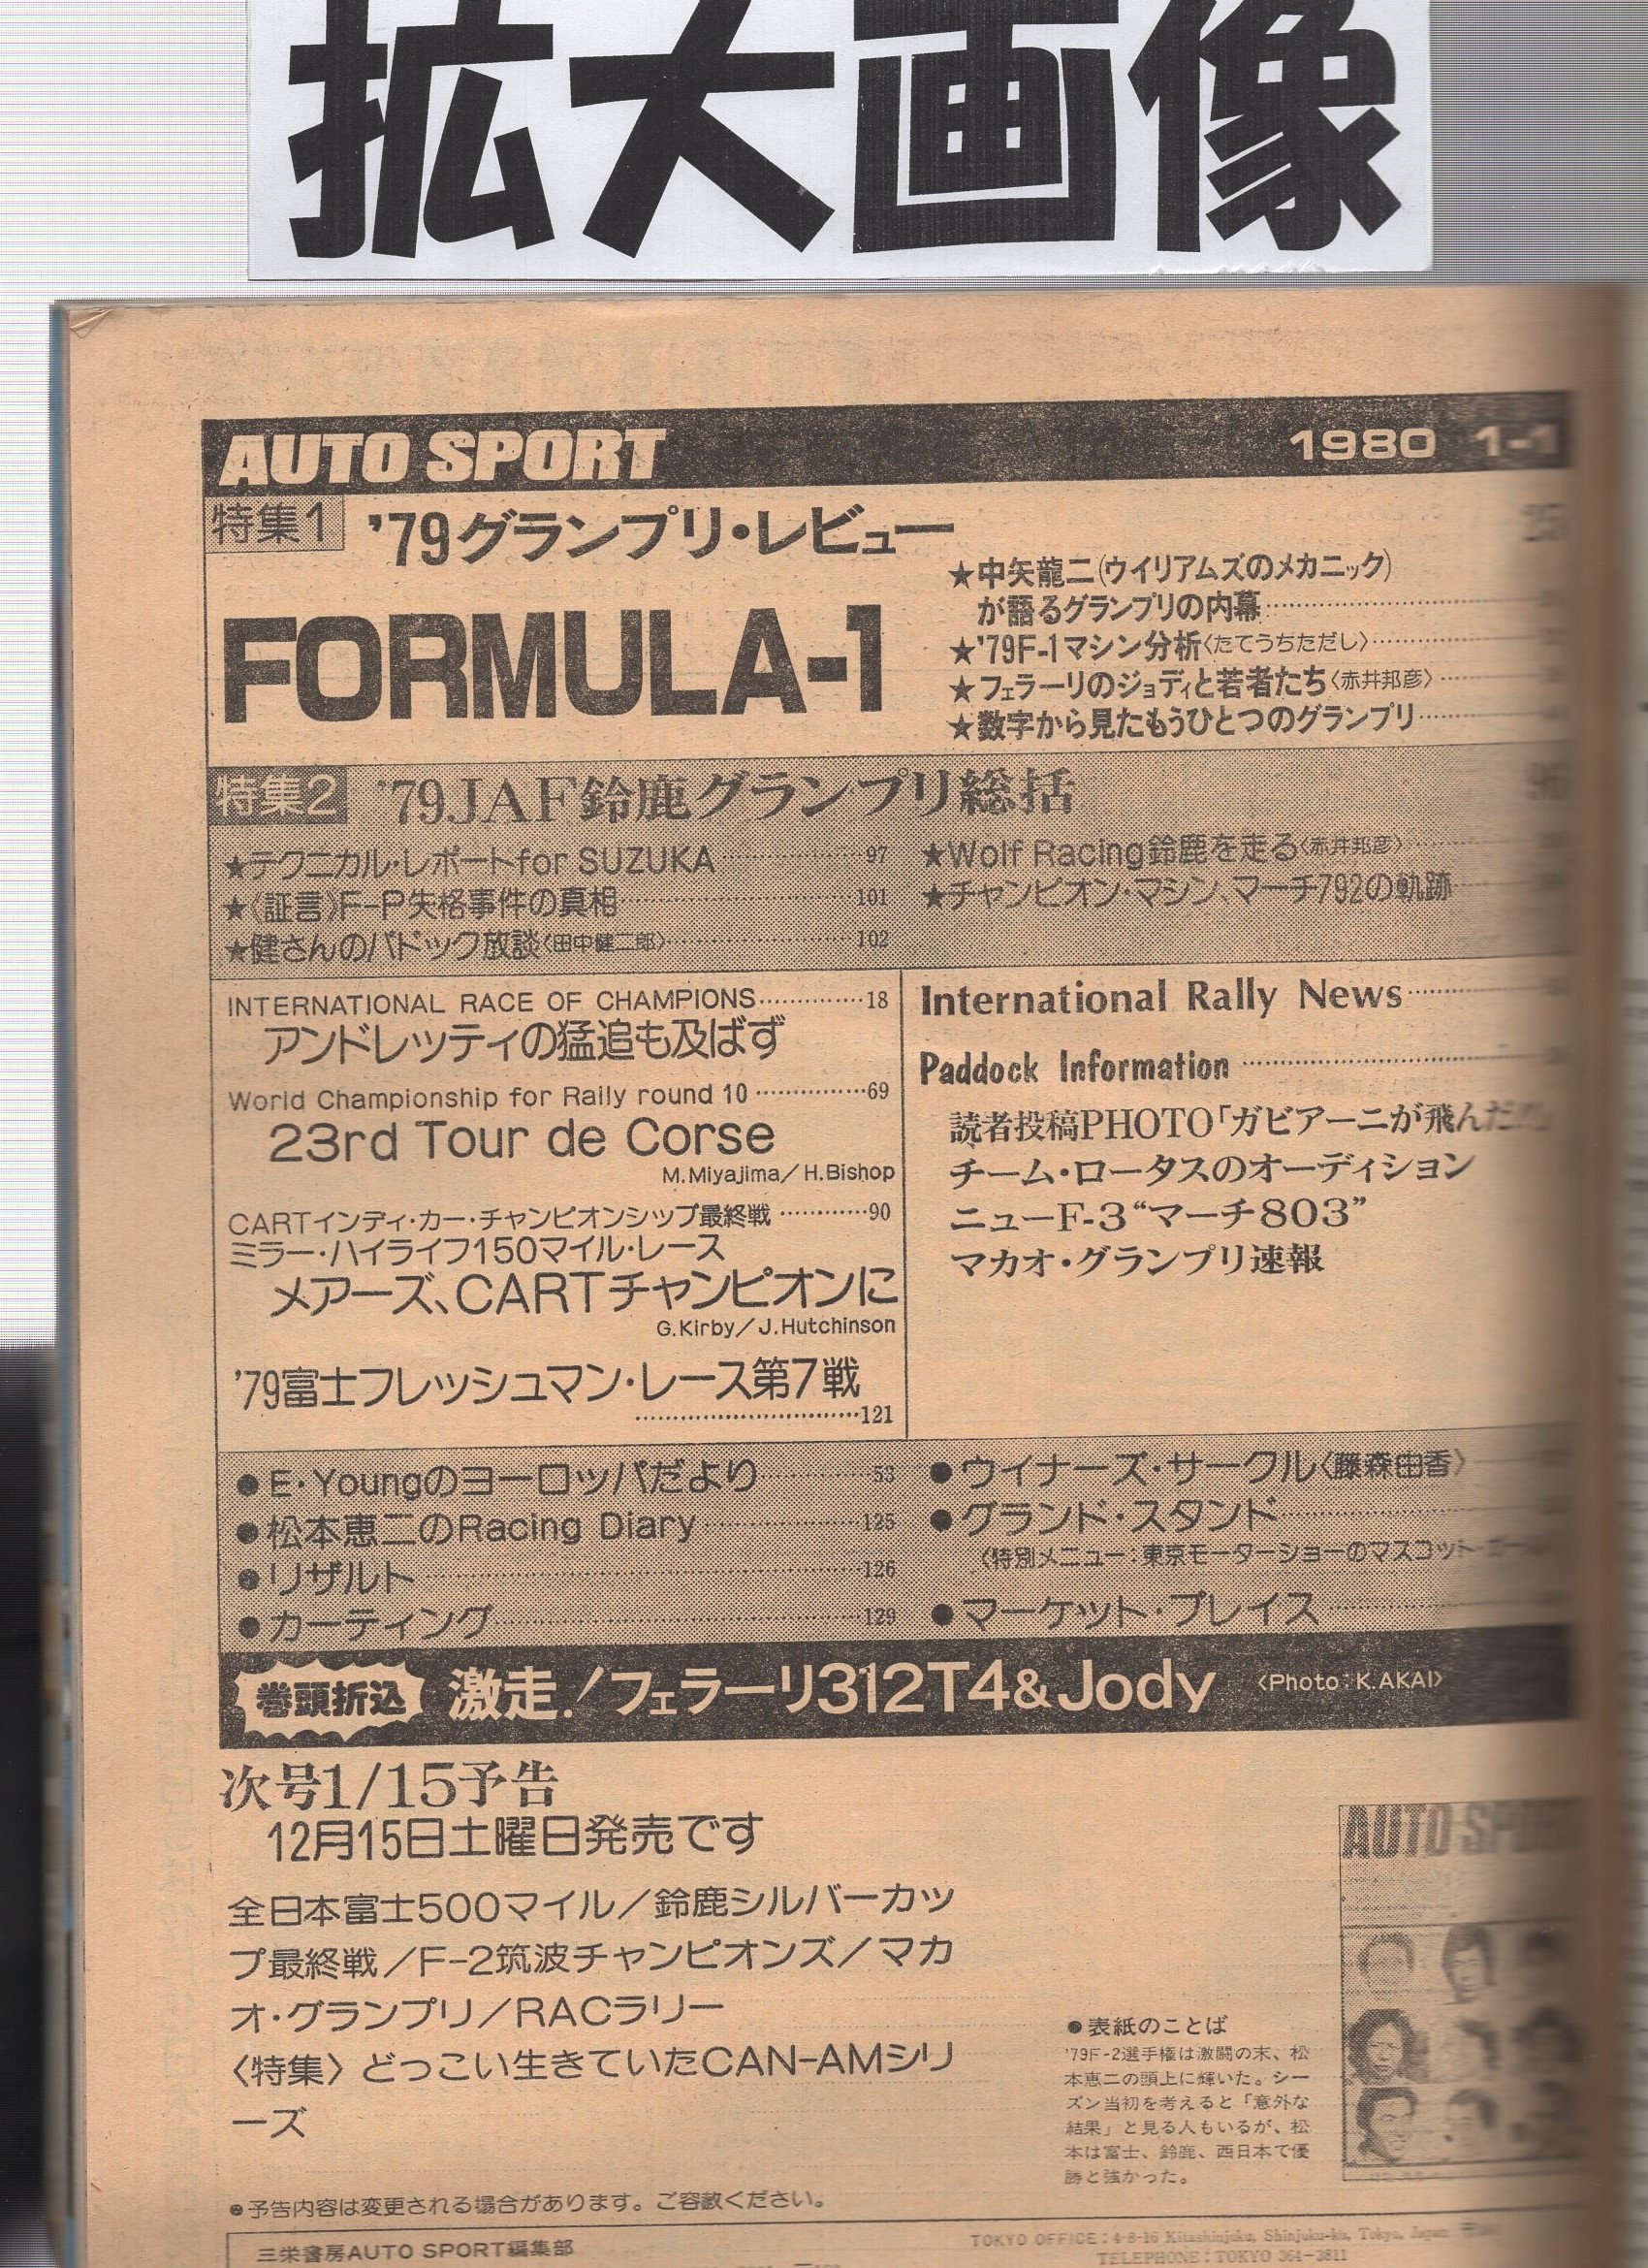 拡大画像
AUTO SPORT
1980 1-1
特集1
'79グランプリ・レビュー
25
FORMULA-1
★中矢龍二(ウイリアムズのメカニック)
が語るグランプリの内幕
★'79F-1マシン分析〈たてうちただし〉
★フェラーリのジョディと若者たち〈赤井邦彦〉
★数字から見たもうひとつのグランプリ
特集2
'79JAF鈴鹿グランプリ総括
96
★テクニカル・レポートfor SUZUKA 97
★〈証言〉F-P失格事件の真相 101
★健さんのパドック放談〈田中健二郎〉 102
★Wolf Racing鈴鹿を走る〈赤井邦彦〉
★チャンピオン・マシン、マーチ792の軌跡
INTERNATIONAL RACE OF CHAMPIONS 18
アンドレッティの猛追も及ばず
World Championship for Rally round 10 69
23rd Tour de Corse
M.Miyajima/H.Bishop
CARTインディ・カー・チャンピオンシップ最終戦 90
ミラー・ハイライフ150マイル・レース
メアーズ、CARTチャンピオンに
G.Kirby/J.Hutchinson
'79富士フレッシュマン・レース第7戦
121
International Rally News
Paddock Information
読者投稿PHOTO「ガビアーニが飛んだ
チーム・ロータスのオーディション
ニューF-3“マーチ803”
マカオ・グランプリ速報
●E・Youngのヨーロッパだより 53
●松本恵二のRacing Diary 125
●リザルト 126
●カーティング 129
●ウイナーズ・サークル〈藤森由香〉
●グランド・スタンド
〈特別メニュー：東京モーターショーのマスコット
●マーケット・プレイス
巻頭折込
激走！フェラーリ312T4&Jody
〈Photo：K.AKAI〉
次号1/15予告
12月15日土曜日発売です
全日本富士500マイル／鈴鹿シルバーカッ
プ最終戦／F-2筑波チャンピオンズ／マカ
オ・グランプリ／RACラリー
〈特集〉どっこい生きていたCAN-AMシリ
ーズ
AUTO SPORT
●表紙のことば
'79F-2選手権は激闘の末、松
本恵二の頭上に輝いた。シー
ズン当初を考えると「意外な
結果」と見る人もいるが、松
本は富士、鈴鹿、西日本で優
勝と強かった。
●予告内容は変更される場合があります。ご容赦ください。
三栄書房AUTO SPORT編集部
TOKYO OFFICE：4-8-16 Kitashinjuku, Shinjuku-ku, Tokyo, Japan
TELEPHONE：TOKYO 364-3811